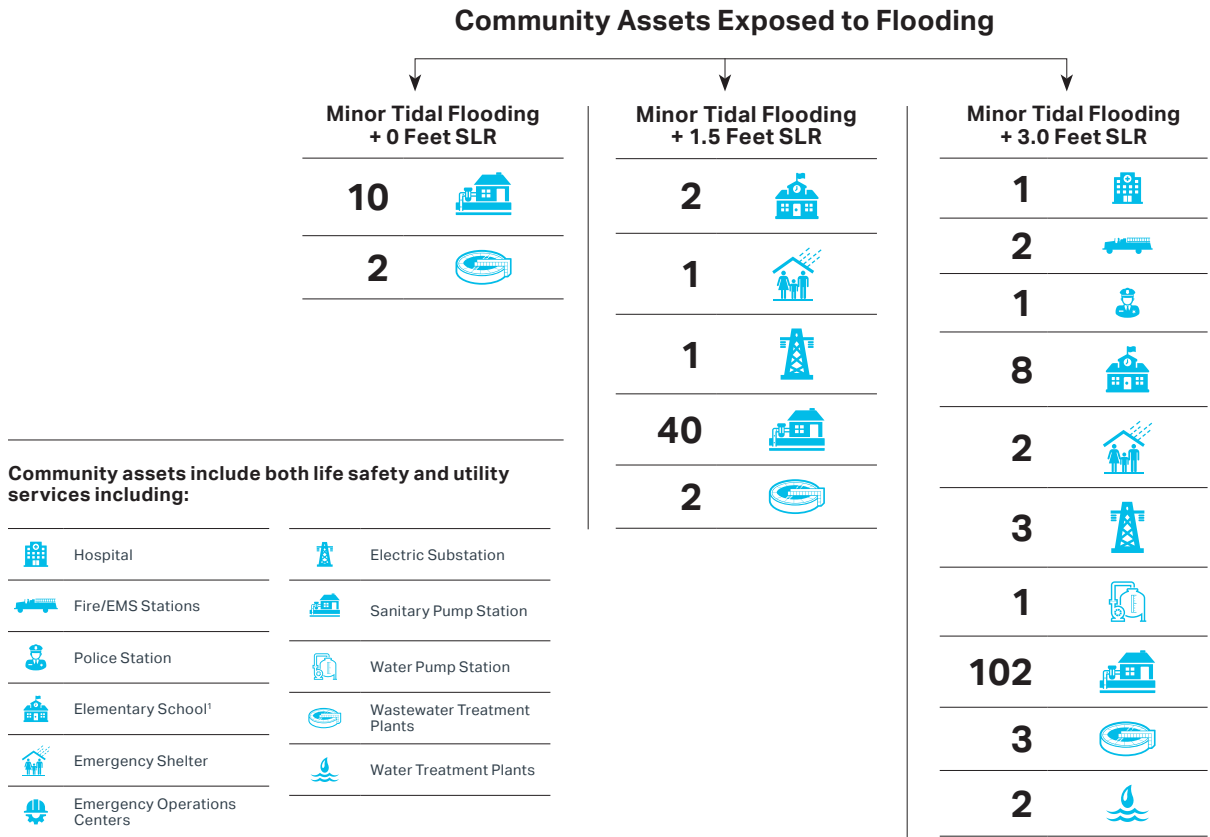 Community Assets Exposed to Flooding
Minor Tidal Flooding
+ 0 Feet SLR
10
2
Minor Tidal Flooding
+ 1.5 Feet SLR
2
1
1
40
2
Minor Tidal Flooding
+ 3.0 Feet SLR
1
2
1
8
2
3
1
102
3
2
Community assets include both life safety and utility
services including:
Hospital
Fire/EMS Stations
Police Station
Elementary School¹
Emergency Shelter
Emergency Operations
Centers
Electric Substation
Sanitary Pump Station
Water Pump Station
Wastewater Treatment
Plants
Water Treatment Plants